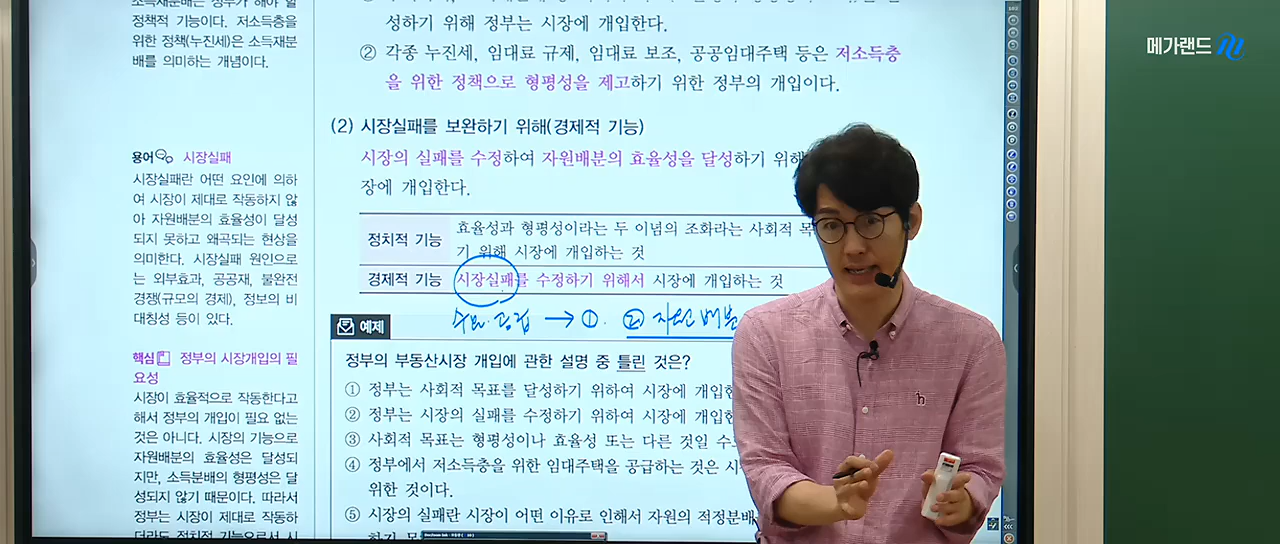 메가랜드
정책적 기능이다. 저소득층을
위한 정책(누진세)은 소득재분
배를 의미하는 개념이다.
성하기 위해 정부는 시장에 개입한다.
② 각종 누진세, 임대료 규제, 임대료 보조, 공공임대주택 등은 저소득층
을 위한 정책으로 형평성을 제고하기 위한 정부의 개입이다.
(2) 시장실패를 보완하기 위해(경제적 기능)
시장의 실패를 수정하여 자원배분의 효율성을 달성하기 위해
장에 개입한다.
정치적 기능
효율성과 형평성이라는 두 이념의 조화라는 사회적 목
기 위해 시장에 개입하는 것
경제적 기능
시장실패를 수정하기 위해서 시장에 개입하는 것
수요·공급 → ①. ② 자원배분
용어 시장실패
시장실패란 어떤 요인에 의하
여 시장이 제대로 작동하지 않
아 자원배분의 효율성이 달성
되지 못하고 왜곡되는 현상을
의미한다. 시장실패 원인으로
는 외부효과, 공공재, 불완전
경쟁(규모의 경제), 정보의 비
대칭성 등이 있다.
핵심 정부의 시장개입의 필
요성
시장이 효율적으로 작동한다고
해서 정부의 개입이 필요 없는
것은 아니다. 시장의 기능으로
자원배분의 효율성은 달성되
지만, 소득분배의 형평성은 달
성되지 않기 때문이다. 따라서
정부는 시장이 제대로 작동하
더라도 정치적 기능으로서 시
예제
정부의 부동산시장 개입에 관한 설명 중 틀린 것은?
① 정부는 사회적 목표를 달성하기 위하여 시장에 개입한
② 정부는 시장의 실패를 수정하기 위하여 시장에 개입한
③ 사회적 목표는 형평성이나 효율성 또는 다른 것일 수도
④ 정부에서 저소득층을 위한 임대주택을 공급하는 것은 시
위한 것이다.
⑤ 시장의 실패란 시장이 어떤 이유로 인해서 자원의 적정분배